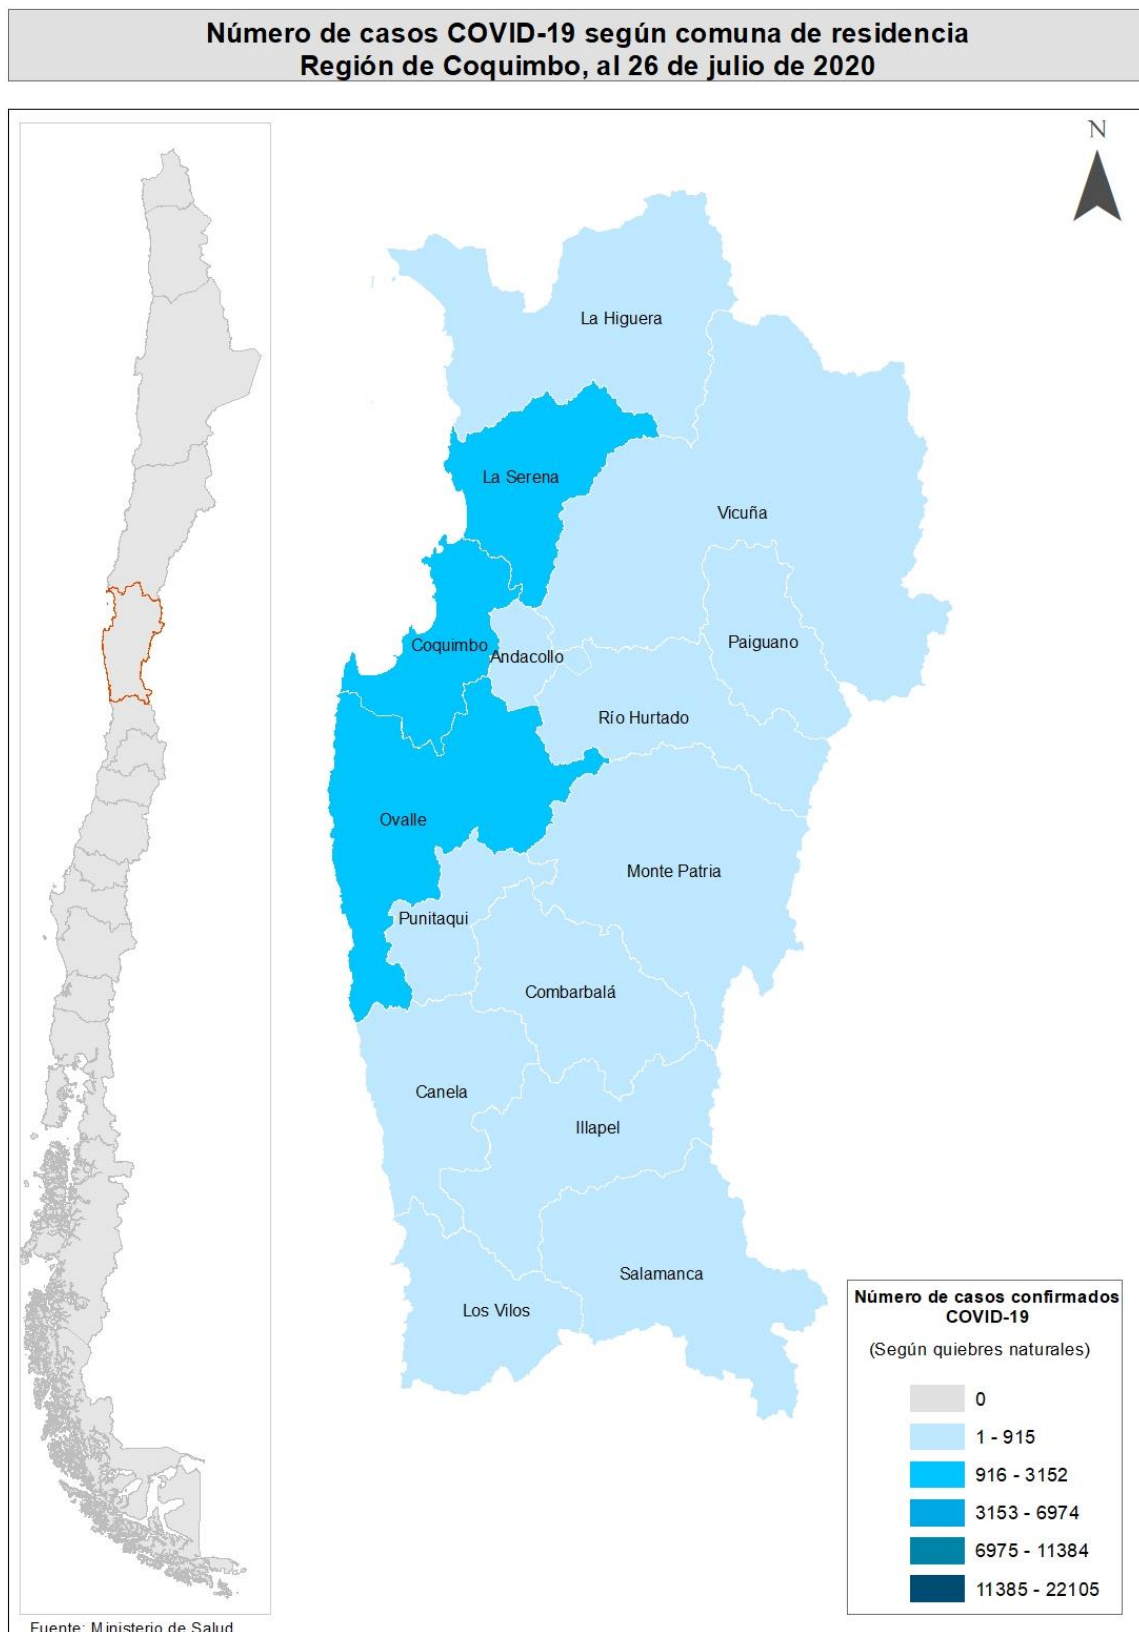 Número de casos COVID-19 según comuna de residencia
Región de Coquimbo, al 26 de julio de 2020
N
La Higuera
La Serena
Vicuña
Coquimbo
Andacollo
Paiguano
Río Hurtado
Ovalle
Monte Patria
Punitaqui
Combarbalá
Canela
Illapel
Salamanca
Los Vilos
Número de casos confirmados
COVID-19
(Según quiebres naturales)
0
1 - 915
916 - 3152
3153 - 6974
6975 - 11384
11385 - 22105
Fuente: Ministerio de Salud